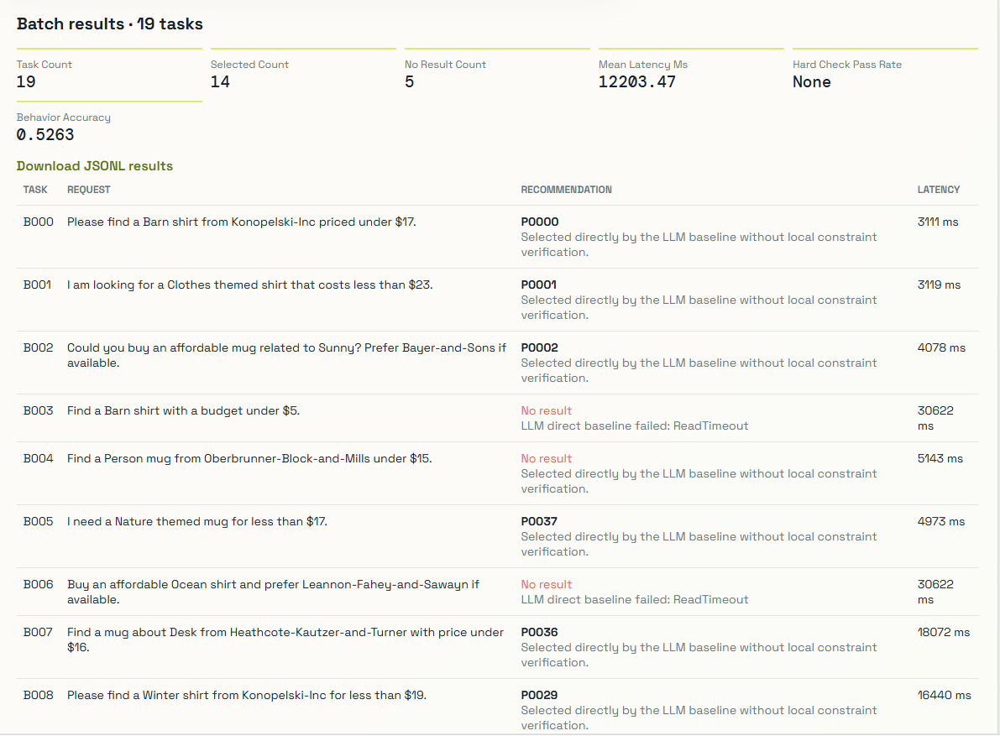 Batch results · 19 tasks
Task Count
19
Selected Count
14
No Result Count
5
Mean Latency Ms
12203.47
Hard Check Pass Rate
None
Behavior Accuracy
0.5263
Download JSONL results
TASK REQUEST RECOMMENDATION LATENCY
B000 Please find a Barn shirt from Konopelski-Inc priced under $17. P0000 3111 ms
Selected directly by the LLM baseline without local constraint
verification.
B001 I am looking for a Clothes themed shirt that costs less than $23. P0001 3119 ms
Selected directly by the LLM baseline without local constraint
verification.
B002 Could you buy an affordable mug related to Sunny? Prefer Bayer-and-Sons if P0002 4078 ms
available. Selected directly by the LLM baseline without local constraint
verification.
B003 Find a Barn shirt with a budget under $5. No result 30622
LLM direct baseline failed: ReadTimeout ms
B004 Find a Person mug from Oberbrunner-Block-and-Mills under $15. No result 5143 ms
Selected directly by the LLM baseline without local constraint
verification.
B005 I need a Nature themed mug for less than $17. P0037 4973 ms
Selected directly by the LLM baseline without local constraint
verification.
B006 Buy an affordable Ocean shirt and prefer Leannon-Fahey-and-Sawayn if No result 30622
available. LLM direct baseline failed: ReadTimeout ms
B007 Find a mug about Desk from Heathcote-Kautzer-and-Turner with price under P0036 18072 ms
$16. Selected directly by the LLM baseline without local constraint
verification.
B008 Please find a Winter shirt from Konopelski-Inc for less than $19. P0029 16440 ms
Selected directly by the LLM baseline without local constraint
verification.